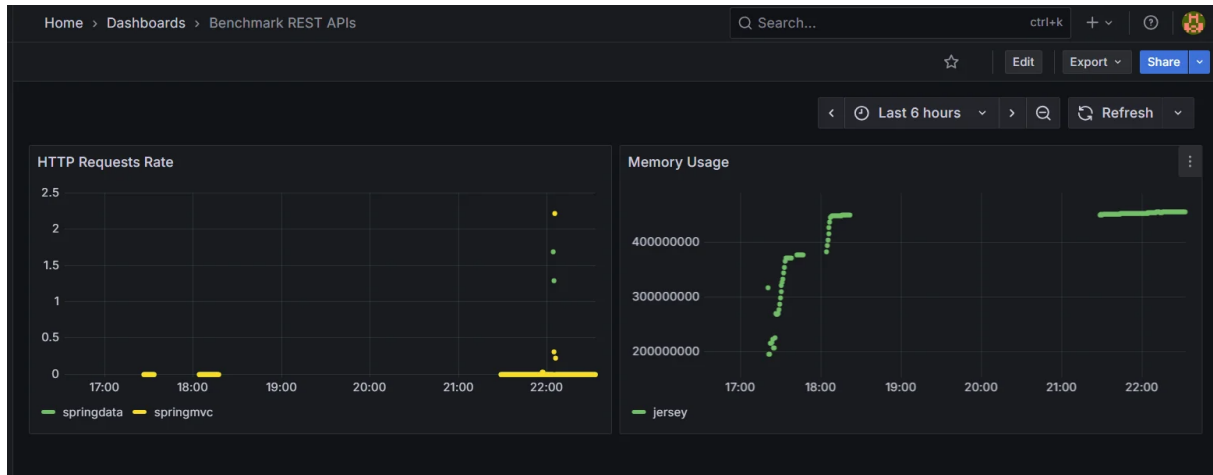 Home > Dashboards > Benchmark REST APIs
Search... ctrl+k
Edit Export Share
Last 6 hours Refresh
HTTP Requests Rate
2.5
2
1.5
1
0.5
0
17:00 18:00 19:00 20:00 21:00 22:00
springdata springmvc
Memory Usage
400000000
300000000
200000000
17:00 18:00 19:00 20:00 21:00 22:00
jersey